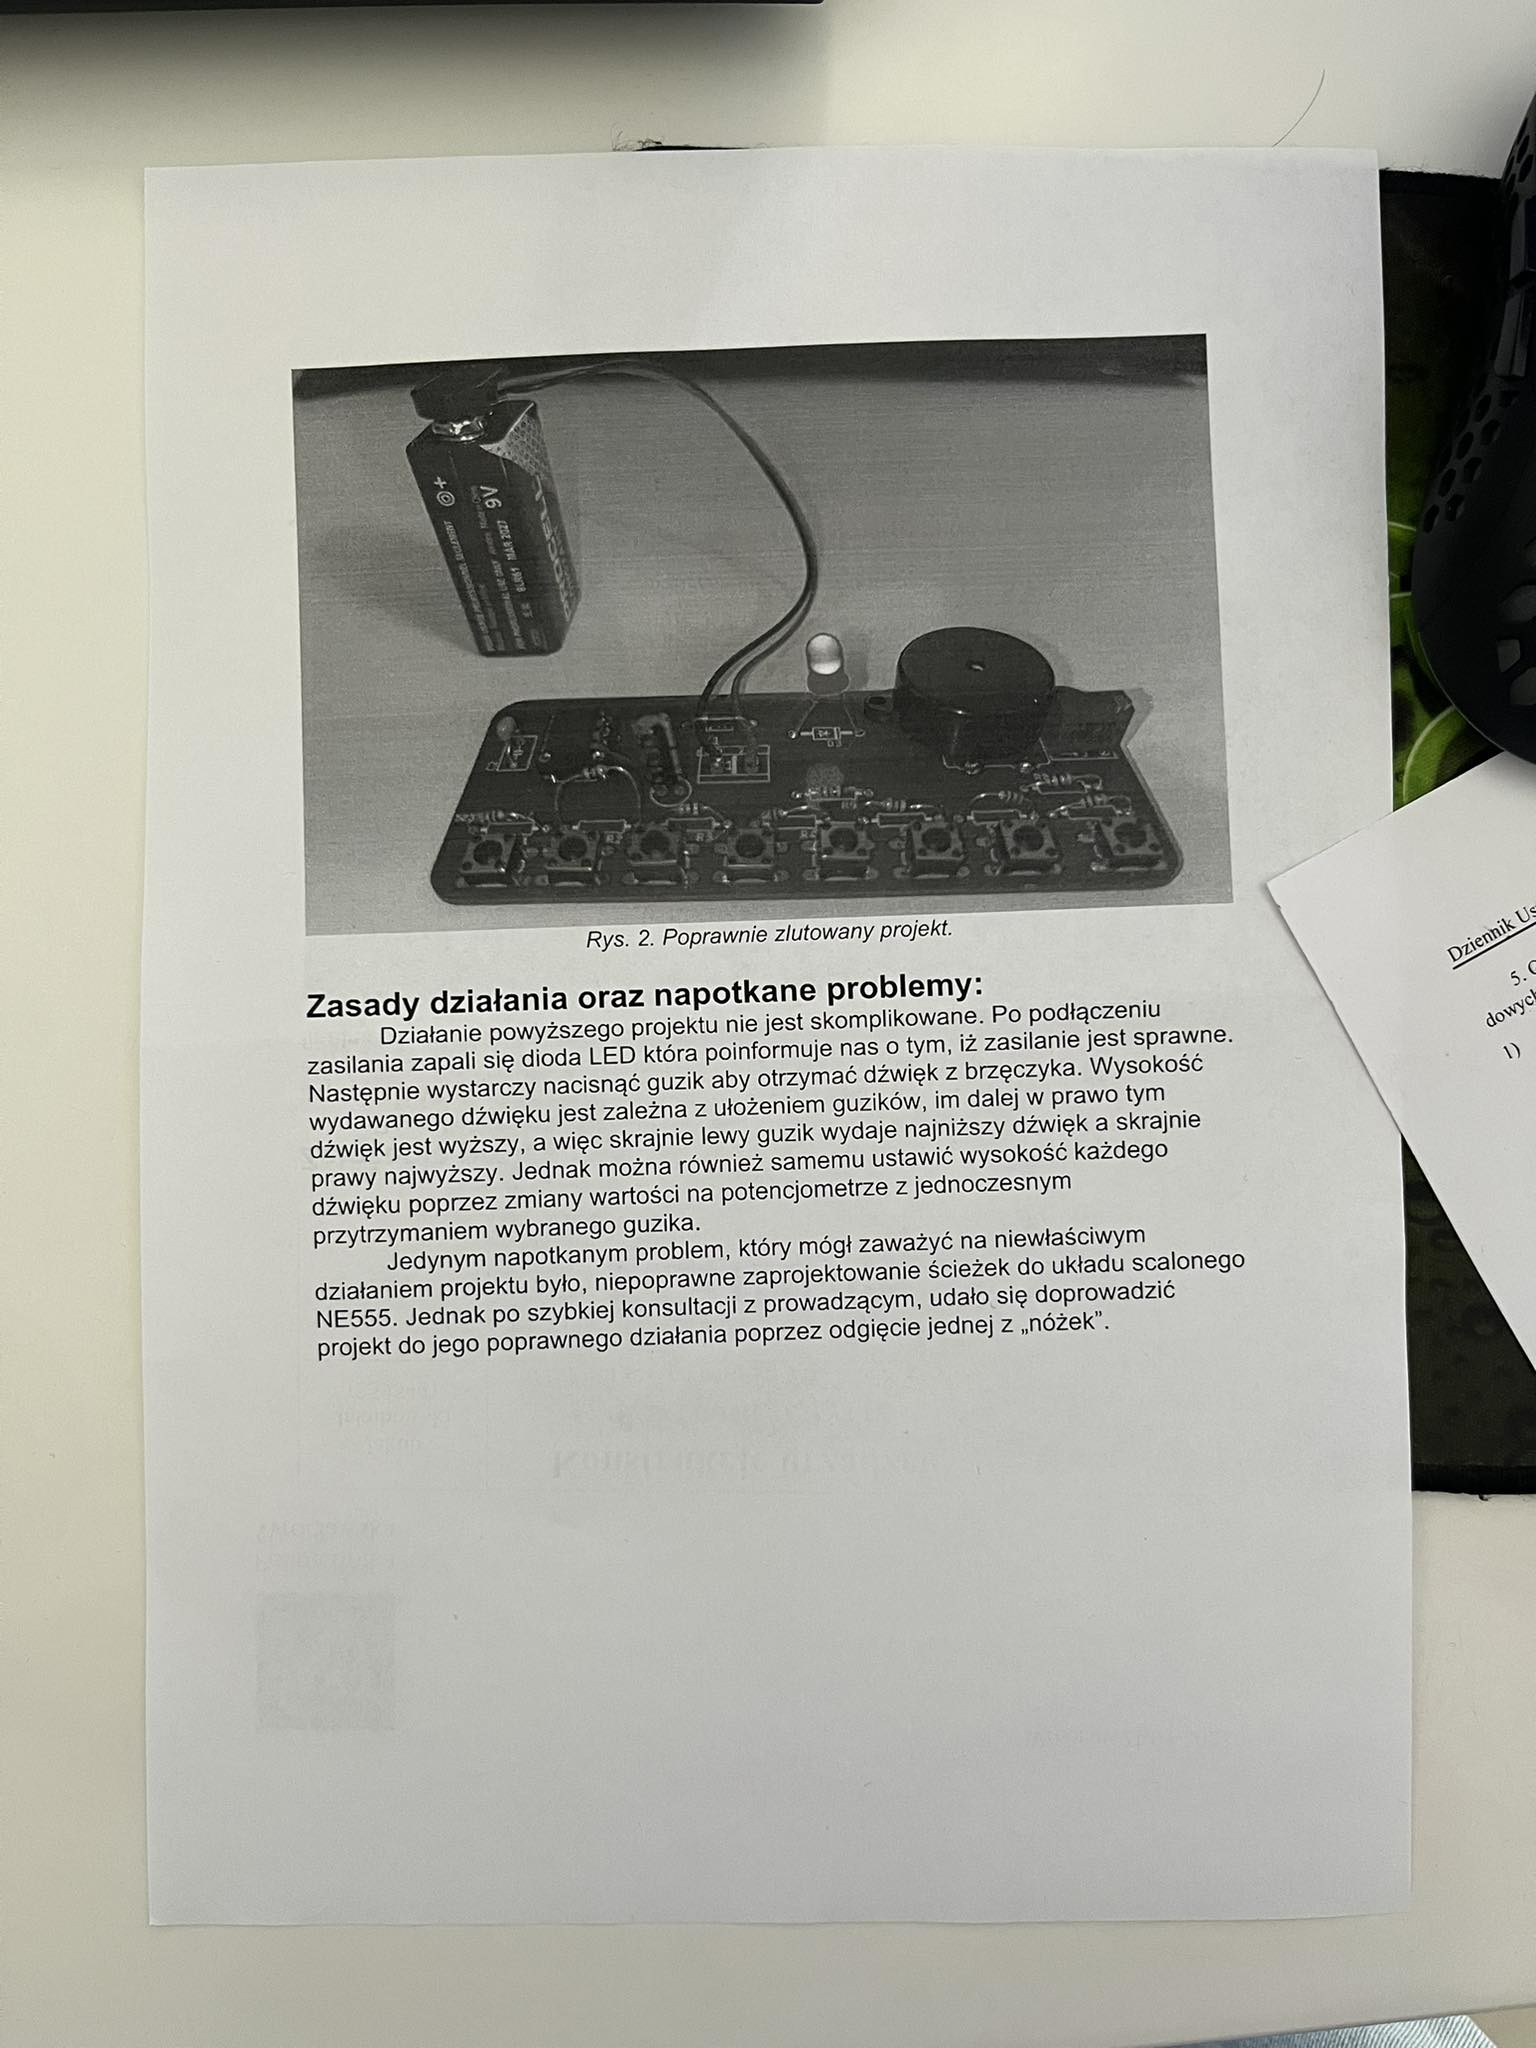 9V
6LR61 MAR 2027
Rys. 2. Poprawnie zlutowany projekt.
Zasady działania oraz napotkane problemy:
Działanie powyższego projektu nie jest skomplikowane. Po podłączeniu
zasilania zapali się dioda LED która poinformuje nas o tym, iż zasilanie jest sprawne.
Następnie wystarczy nacisnąć guzik aby otrzymać dźwięk z brzęczyka. Wysokość
wydawanego dźwięku jest zależna z ułożeniem guzików, im dalej w prawo tym
dźwięk jest wyższy, a więc skrajnie lewy guzik wydaje najniższy dźwięk a skrajnie
prawy najwyższy. Jednak można również samemu ustawić wysokość każdego
dźwięku poprzez zmiany wartości na potencjometrze z jednoczesnym
przytrzymaniem wybranego guzika.
Jedynym napotkanym problem, który mógł zaważyć na niewłaściwym
działaniem projektu było, niepoprawne zaprojektowanie ścieżek do układu scalonego
NE555. Jednak po szybkiej konsultacji z prowadzącym, udało się doprowadzić
projekt do jego poprawnego działania poprzez odgięcie jednej z „nóżek”.
Dziennik
5.
dowych
1)